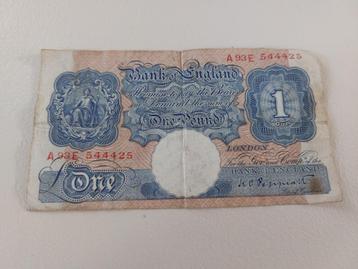 A93E 544425
Bank of England
I Promise to pay the Bearer
on Demand the sum of
One Pound
1
A93E 544425
LONDON
For the Gov.r and Comp.a of the
BANK of ENGLAND
One
K.O. Peppiatt